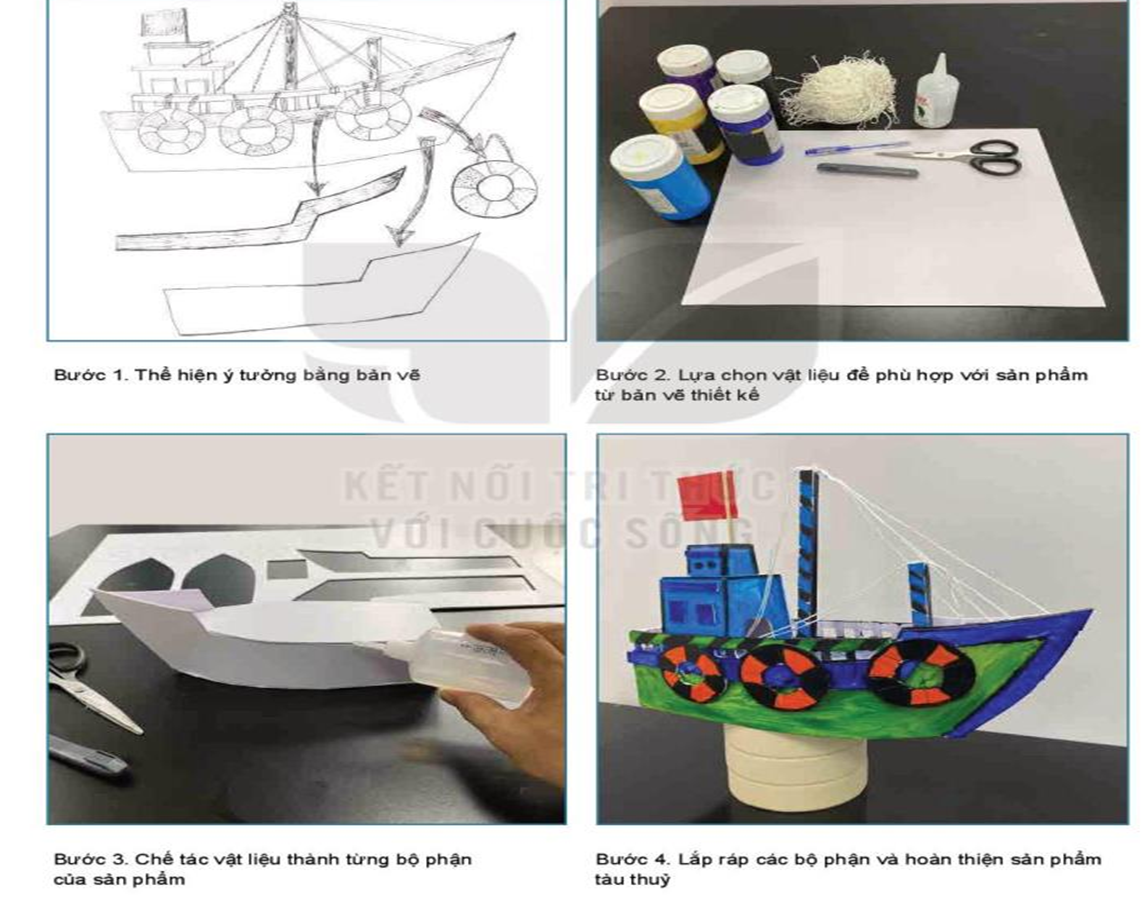 Bước 1. Thể hiện ý tưởng bằng bản vẽ
Bước 2. Lựa chọn vật liệu để phù hợp với sản phẩm
từ bản vẽ thiết kế
KẾT NỐI TRI THỨC
VỚI CUỘC SỐNG
Bước 3. Chế tác vật liệu thành từng bộ phận
của sản phẩm
Bước 4. Lắp ráp các bộ phận và hoàn thiện sản phẩm
tàu thuỷ